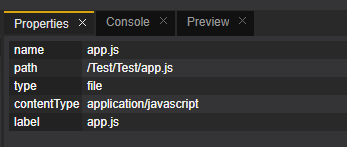 Properties × Console × Preview ×
name app.js
path /Test/Test/app.js
type file
contentType application/javascript
label app.js